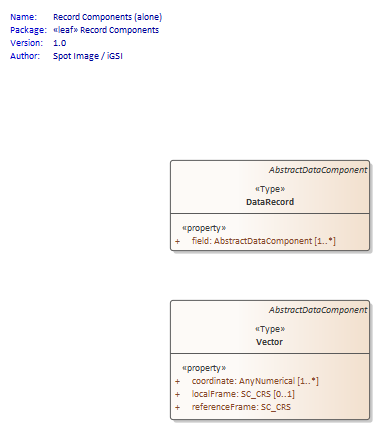 Name: Record Components (alone)
Package: «leaf» Record Components
Version: 1.0
Author: Spot Image / iGSI
AbstractDataComponent
«Type»
DataRecord
«property»
+ field: AbstractDataComponent [1..*]
AbstractDataComponent
«Type»
Vector
«property»
+ coordinate: AnyNumerical [1..*]
+ localFrame: SC_CRS [0..1]
+ referenceFrame: SC_CRS